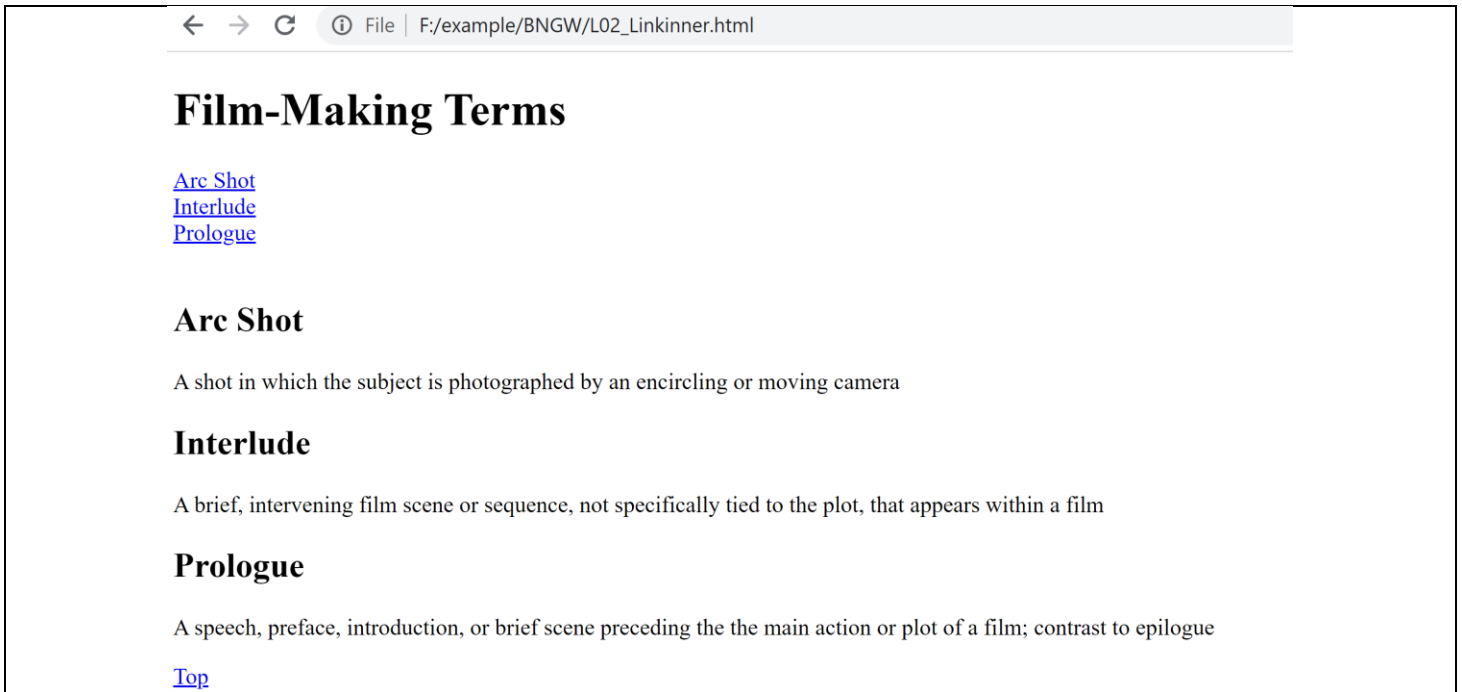 File F:/example/BNGW/L02_Linkinner.html
Film-Making Terms
Arc Shot
Interlude
Prologue
Arc Shot
A shot in which the subject is photographed by an encircling or moving camera
Interlude
A brief, intervening film scene or sequence, not specifically tied to the plot, that appears within a film
Prologue
A speech, preface, introduction, or brief scene preceding the the main action or plot of a film; contrast to epilogue
Top